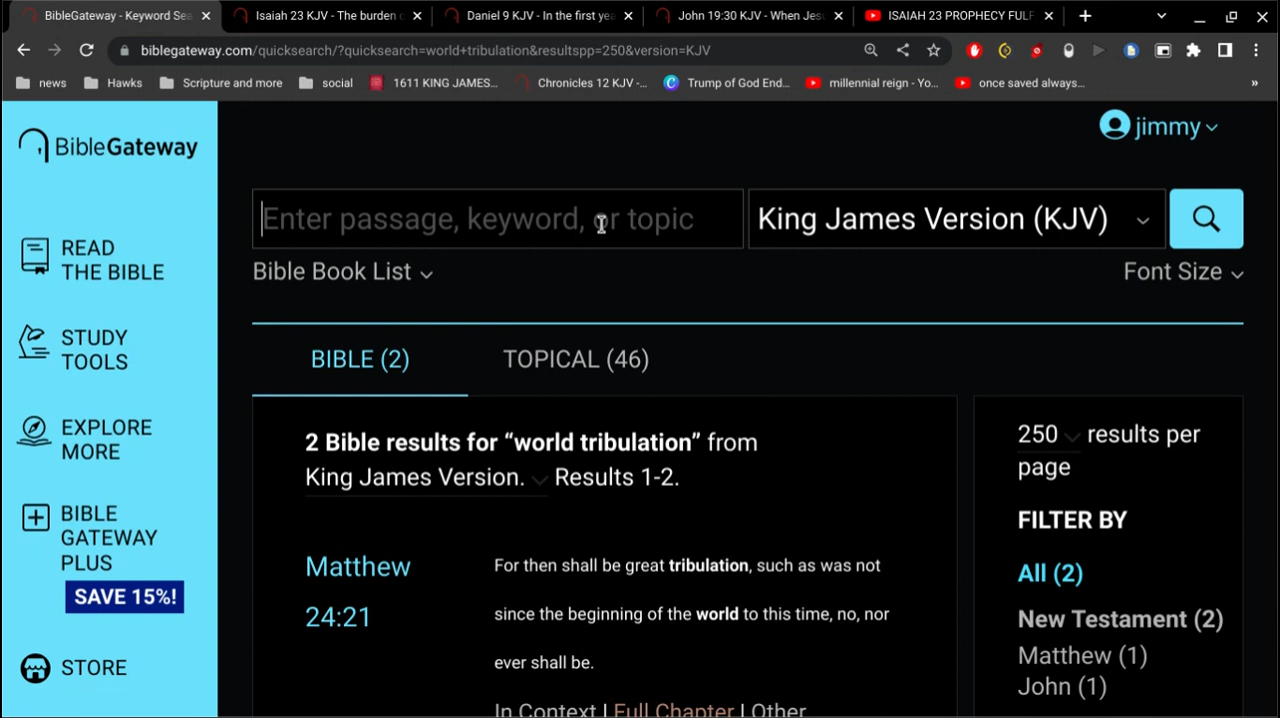 BibleGateway - Keyword Sea
Isaiah 23 KJV - The burden o
Daniel 9 KJV - In the first yea
John 19:30 KJV - When Jesu
ISAIAH 23 PROPHECY FULF
biblegateway.com/quicksearch/?quicksearch=world+tribulation&resultspp=250&version=KJV
news
Hawks
Scripture and more
social
1611 KING JAMES...
Chronicles 12 KJV -...
Trump of God End...
millennial reign - Yo...
once saved always...
»
BibleGateway
jimmy
Enter passage, keyword, or topic
King James Version (KJV)
Bible Book List
Font Size
READ
THE BIBLE
STUDY
TOOLS
EXPLORE
MORE
BIBLE
GATEWAY
PLUS
SAVE 15%!
STORE
BIBLE (2)
TOPICAL (46)
2 Bible results for “world tribulation” from
King James Version. Results 1-2.
Matthew
24:21
For then shall be great tribulation, such as was not
since the beginning of the world to this time, no, nor
ever shall be.
In Context | Full Chapter | Other
250 results per
page
FILTER BY
All (2)
New Testament (2)
Matthew (1)
John (1)